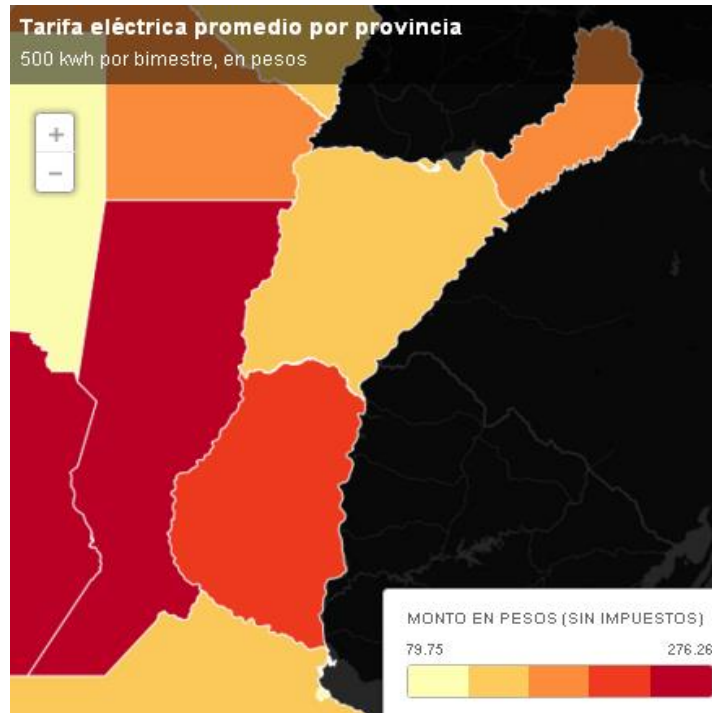 Tarifa eléctrica promedio por provincia
500 kwh por bimestre, en pesos
+
−
MONTO EN PESOS (SIN IMPUESTOS)
79.75 276.26